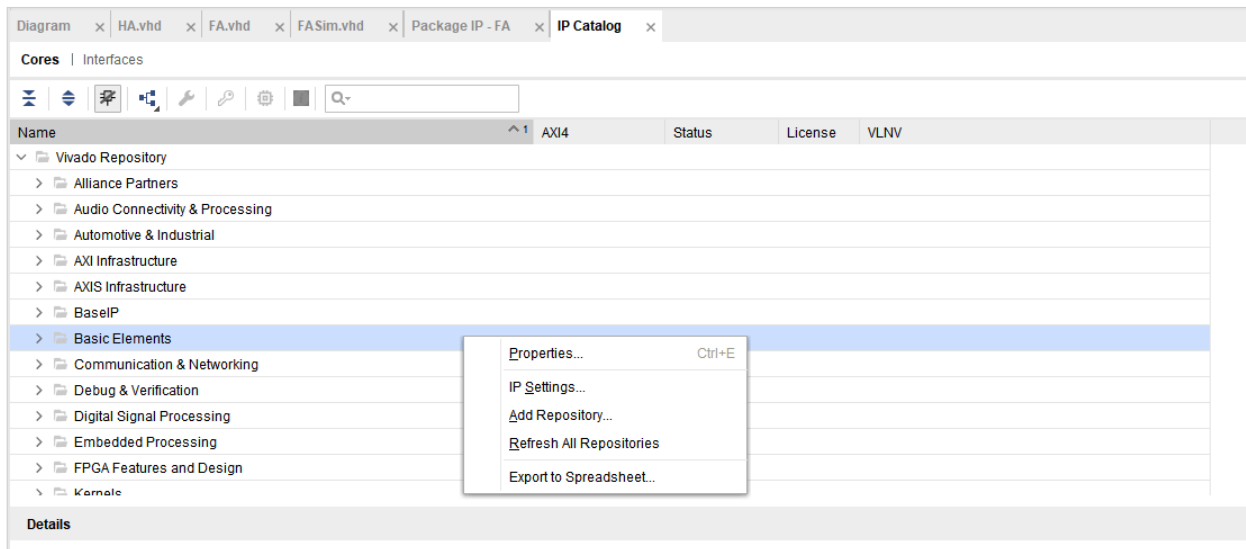 Diagram HA.vhd FA.vhd FASim.vhd Package IP - FA IP Catalog
Cores | Interfaces
Name 1 AXI4 Status License VLNV
Vivado Repository
Alliance Partners
Audio Connectivity & Processing
Automotive & Industrial
AXI Infrastructure
AXIS Infrastructure
BaseIP
Basic Elements
Communication & Networking
Debug & Verification
Digital Signal Processing
Embedded Processing
FPGA Features and Design
Kernels
Properties... Ctrl+E
IP Settings...
Add Repository...
Refresh All Repositories
Export to Spreadsheet...
Details